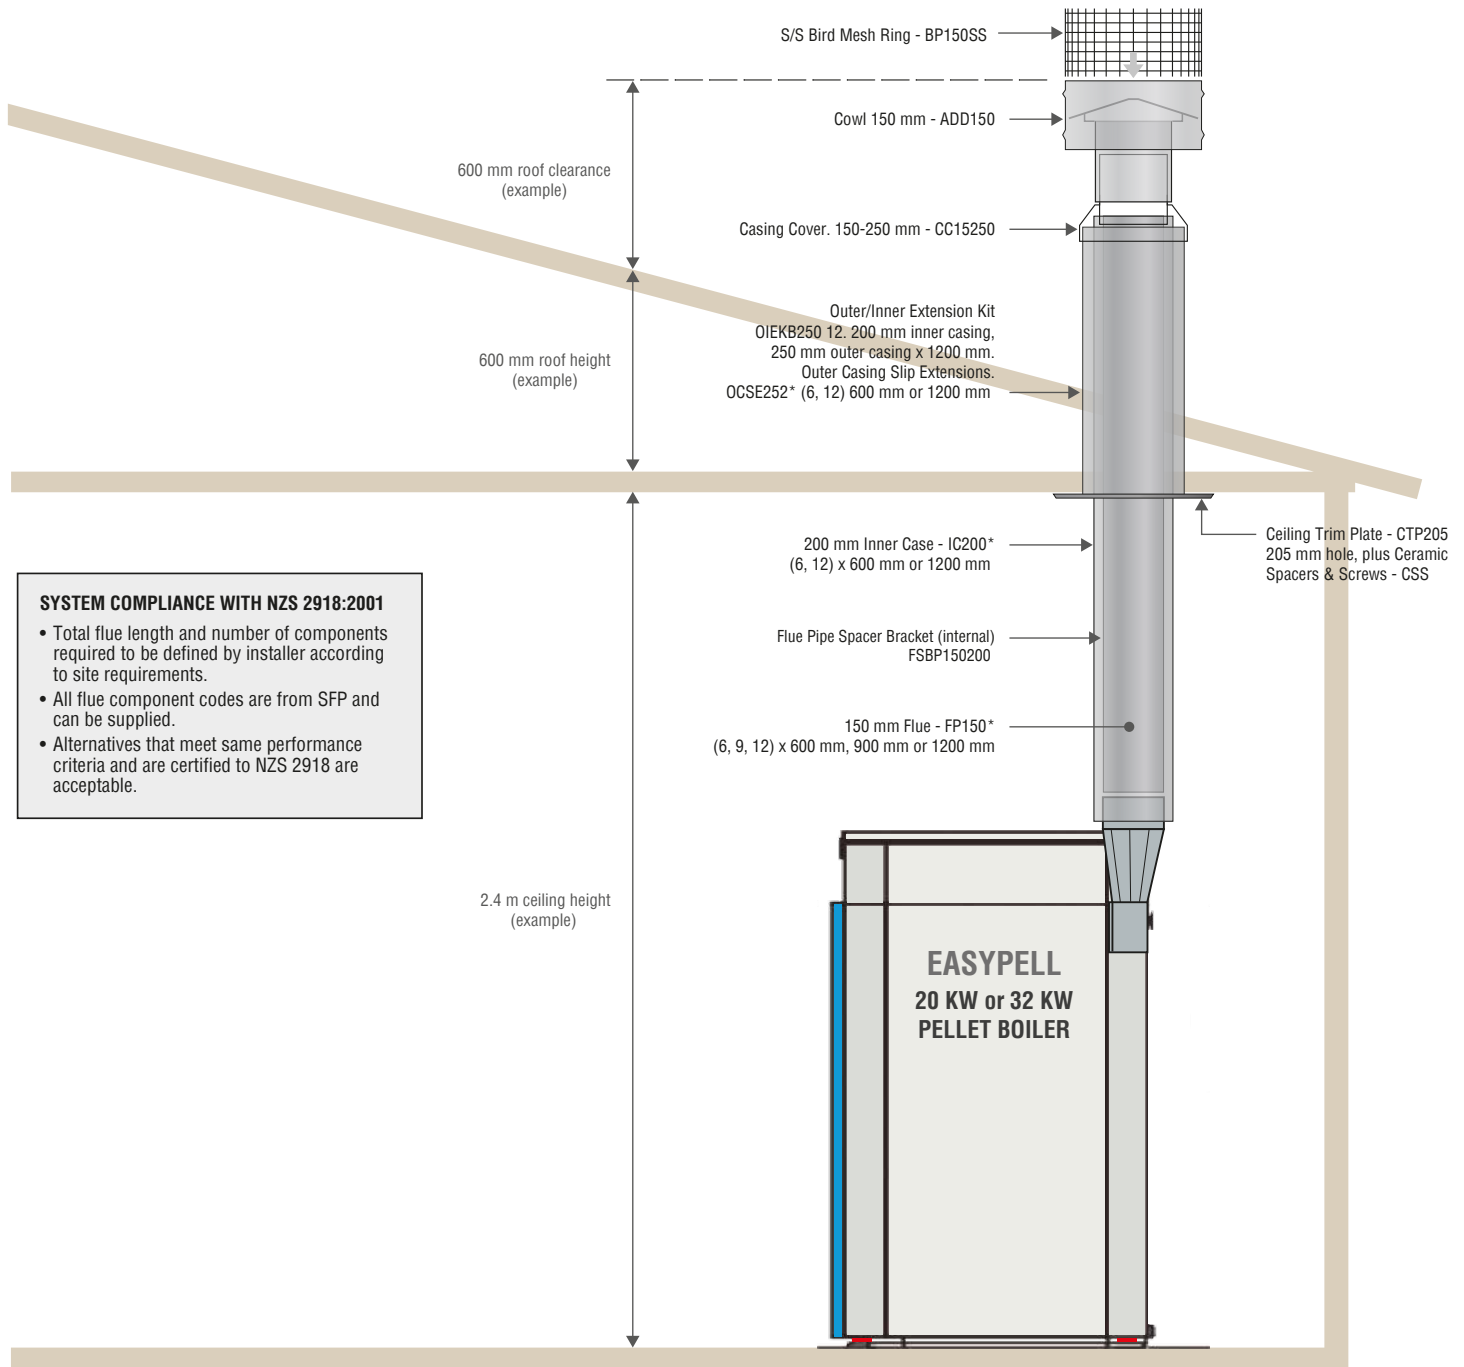 S/S Bird Mesh Ring - BP150SS
Cowl 150 mm - ADD150
600 mm roof clearance
(example)
Casing Cover. 150-250 mm - CC15250
Outer/Inner Extension Kit
OIEKB250 12. 200 mm inner casing,
250 mm outer casing x 1200 mm.
Outer Casing Slip Extensions.
OCSE252* (6, 12) 600 mm or 1200 mm
600 mm roof height
(example)
Ceiling Trim Plate - CTP205
205 mm hole, plus Ceramic
Spacers & Screws - CSS
200 mm Inner Case - IC200*
(6, 12) x 600 mm or 1200 mm
SYSTEM COMPLIANCE WITH NZS 2918:2001
• Total flue length and number of components
required to be defined by installer according
to site requirements.
• All flue component codes are from SFP and
can be supplied.
• Alternatives that meet same performance
criteria and are certified to NZS 2918 are
acceptable.
Flue Pipe Spacer Bracket (internal)
FSBP150200
150 mm Flue - FP150*
(6, 9, 12) x 600 mm, 900 mm or 1200 mm
2.4 m ceiling height
(example)
EASYPELL
20 KW or 32 KW
PELLET BOILER